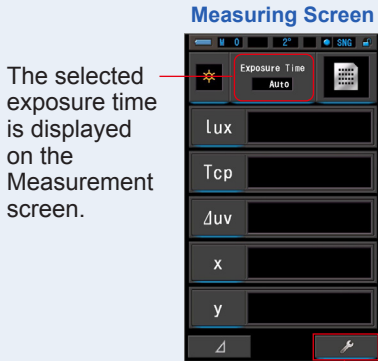 Measuring Screen
M 0 2° SNG
The selected
exposure time
is displayed
on the
Measurement
screen.
Exposure Time
Auto
lux
Tcp
⊿uv
x
y
⊿